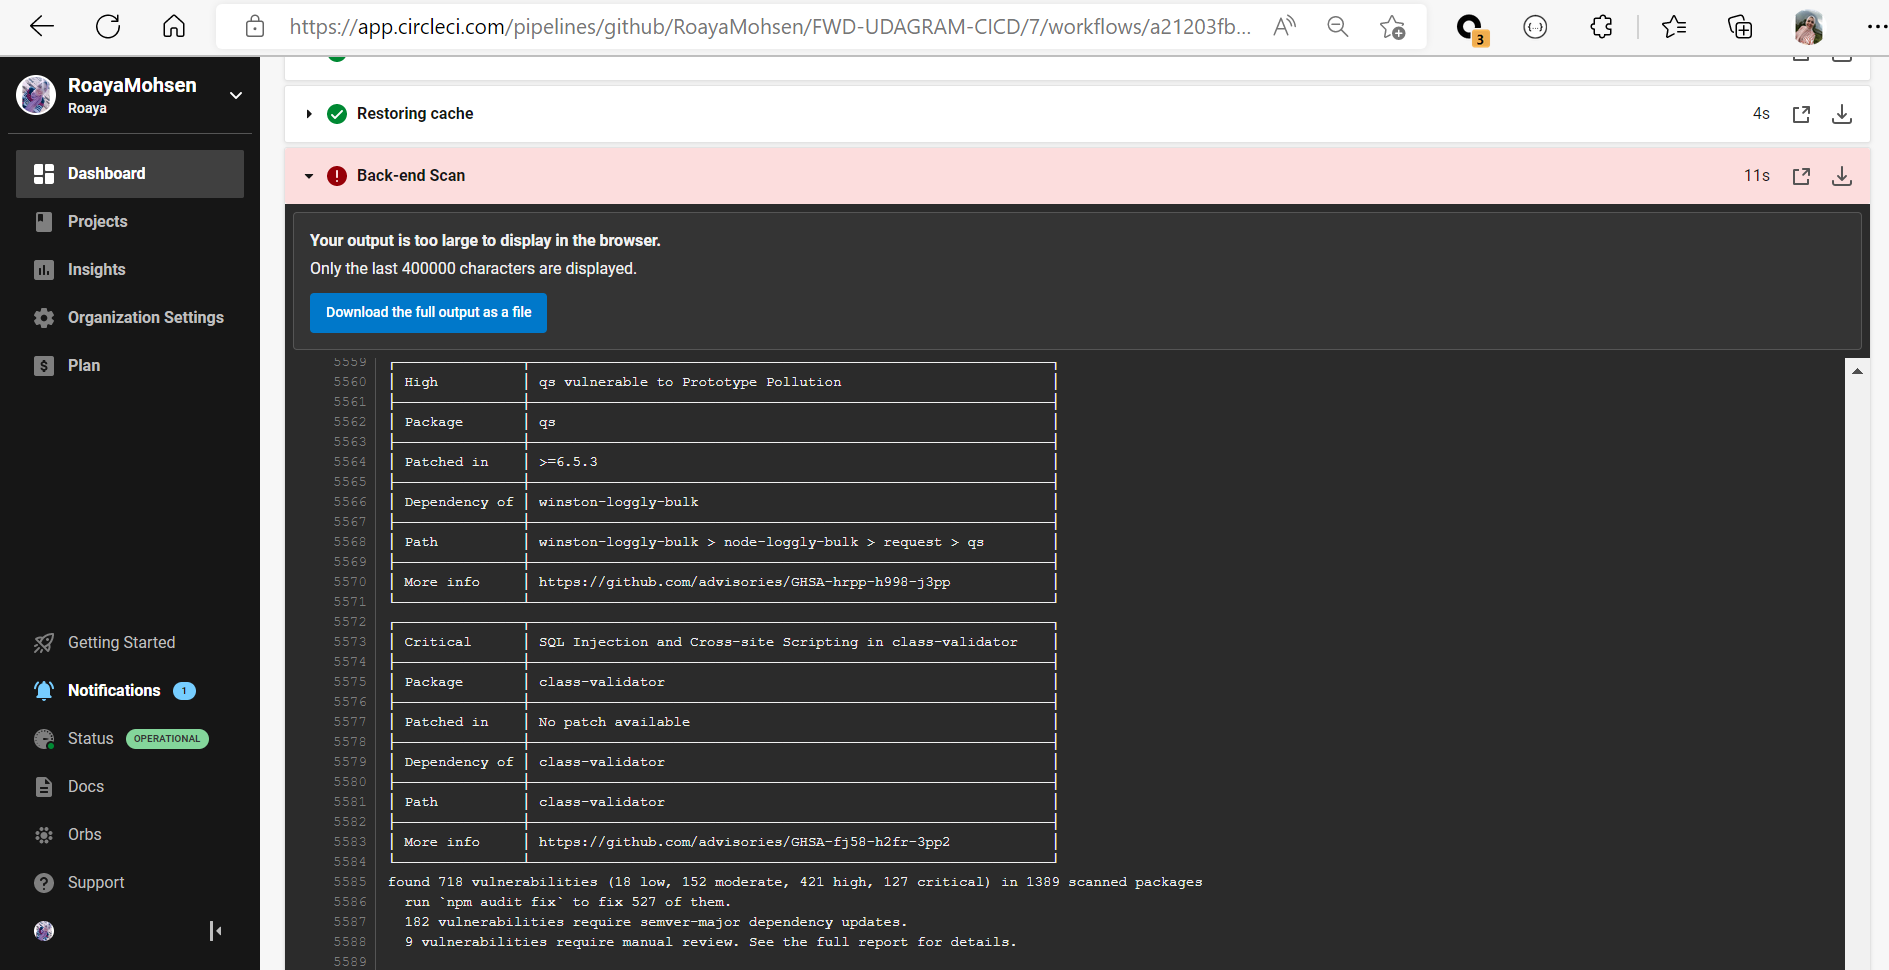 https://app.circleci.com/pipelines/github/RoayaMohsen/FWD-UDAGRAM-CICD/7/workflows/a21203fb...
3
RoayaMohsen
Roaya
Dashboard
Projects
Insights
Organization Settings
Plan
Getting Started
Notifications 1
Status OPERATIONAL
Docs
Orbs
Support
Restoring cache 4s
Back-end Scan 11s
Your output is too large to display in the browser.
Only the last 400000 characters are displayed.
Download the full output as a file
5559
5560 High qs vulnerable to Prototype Pollution
5561
5562 Package qs
5563
5564 Patched in >=6.5.3
5565
5566 Dependency of winston-loggly-bulk
5567
5568 Path winston-loggly-bulk > node-loggly-bulk > request > qs
5569
5570 More info https://github.com/advisories/GHSA-hrpp-h998-j3pp
5571
5572
5573 Critical SQL Injection and Cross-site Scripting in class-validator
5574
5575 Package class-validator
5576
5577 Patched in No patch available
5578
5579 Dependency of class-validator
5580
5581 Path class-validator
5582
5583 More info https://github.com/advisories/GHSA-fj58-h2fr-3pp2
5584
5585 found 718 vulnerabilities (18 low, 152 moderate, 421 high, 127 critical) in 1389 scanned packages
5586 run `npm audit fix` to fix 527 of them.
5587 182 vulnerabilities require semver-major dependency updates.
5588 9 vulnerabilities require manual review. See the full report for details.
5589